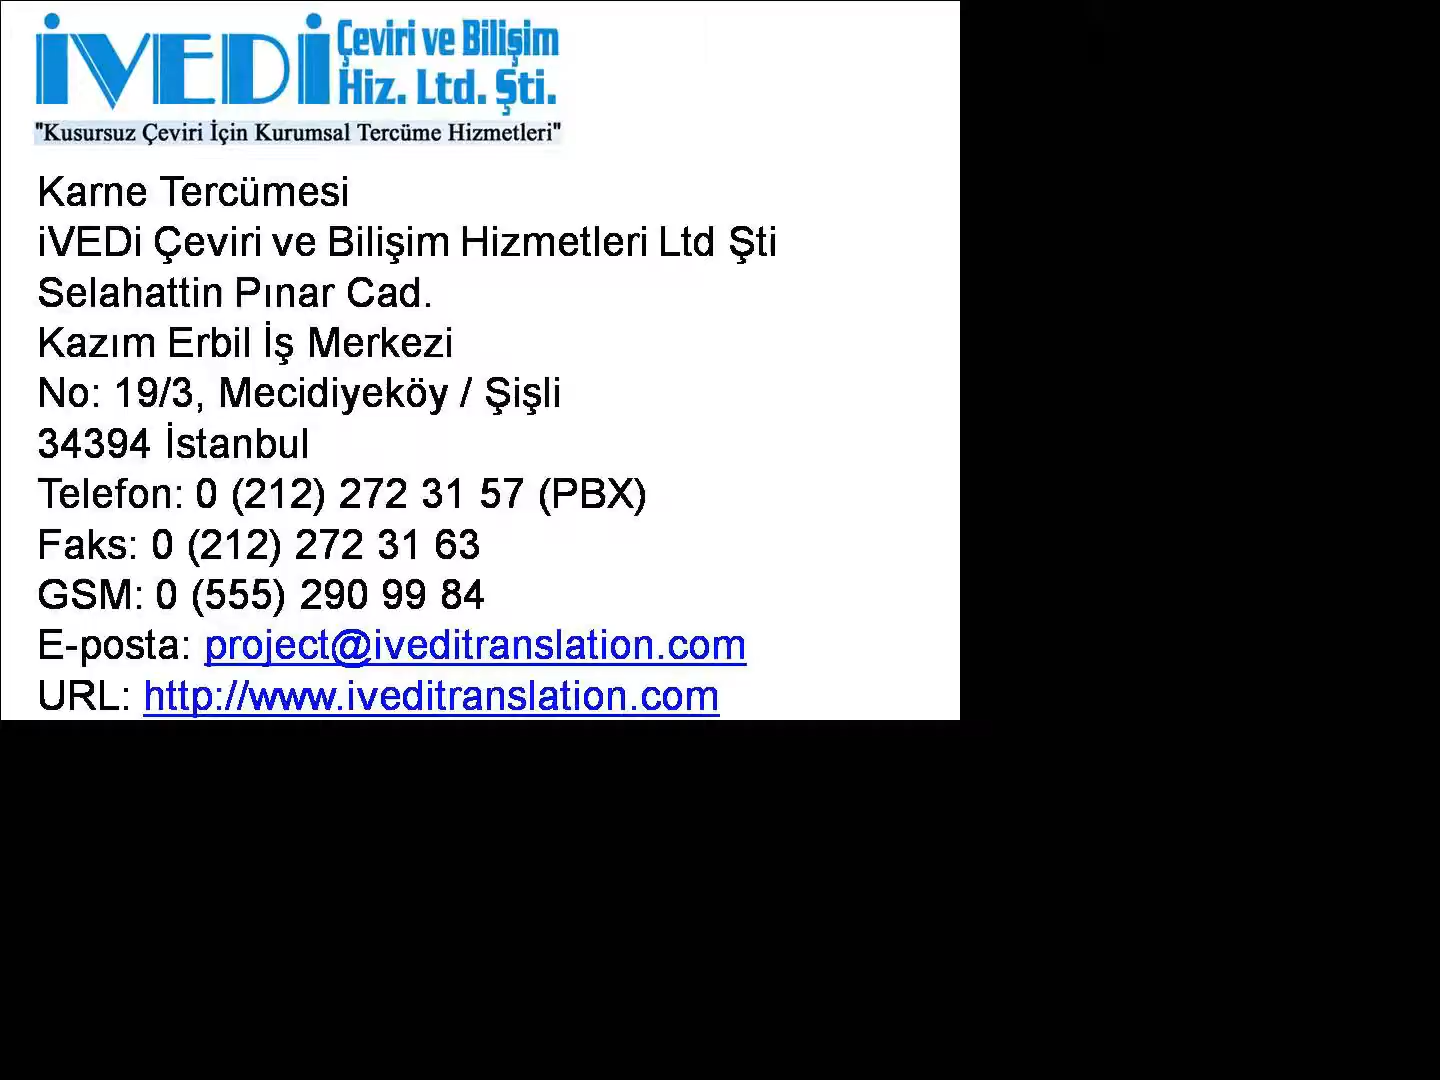 İVEDİ Çeviri ve Bilişim
Hiz. Ltd. Şti.
"Kusursuz Çeviri İçin Kurumsal Tercüme Hizmetleri"
Karne Tercümesi
iVEDi Çeviri ve Bilişim Hizmetleri Ltd Şti
Selahattin Pınar Cad.
Kazım Erbil İş Merkezi
No: 19/3, Mecidiyeköy / Şişli
34394 İstanbul
Telefon: 0 (212) 272 31 57 (PBX)
Faks: 0 (212) 272 31 63
GSM: 0 (555) 290 99 84
E-posta: project@iveditranslation.com
URL: http://www.iveditranslation.com